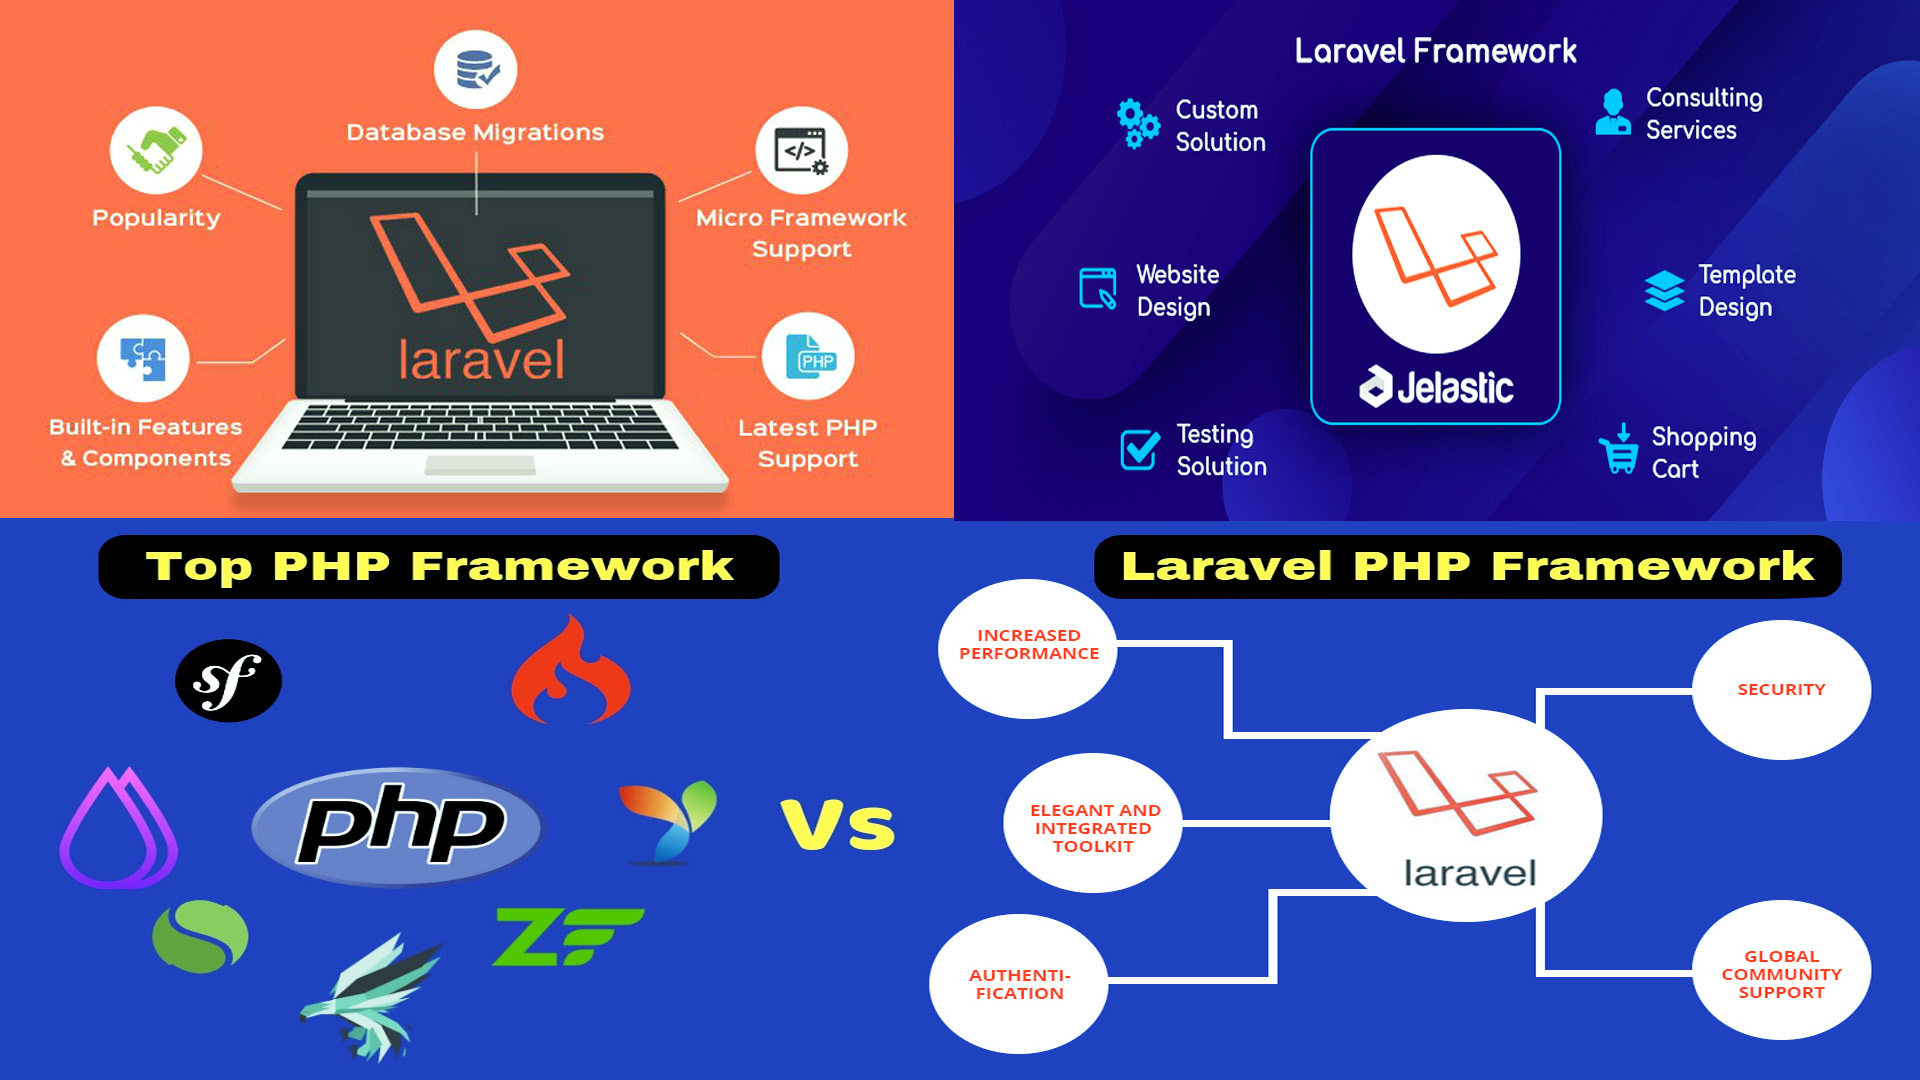 Database Migrations
Popularity
Micro Framework
Support
</>
laravel
PHP
Built-in Features
& Components
Latest PHP
Support
Laravel Framework
Custom
Solution
Consulting
Services
Website
Design
Template
Design
Jelastic
Testing
Solution
Shopping
Cart
Top PHP Framework
sf
php
ZF
Vs
Laravel PHP Framework
INCREASED
PERFORMANCE
SECURITY
ELEGANT AND
INTEGRATED
TOOLKIT
laravel
AUTHENTI-
FICATION
GLOBAL
COMMUNITY
SUPPORT